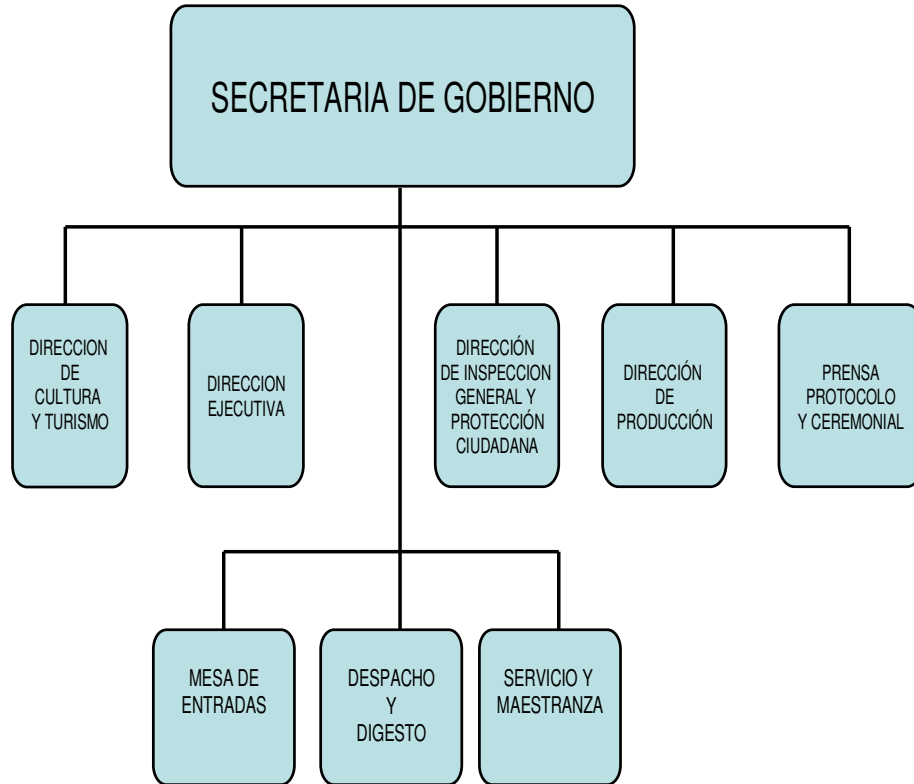 SECRETARIA DE GOBIERNO
DIRECCION
DE
CULTURA
Y TURISMO
DIRECCION
EJECUTIVA
DIRECCIÓN
DE INSPECCION
GENERAL Y
PROTECCIÓN
CIUDADANA
DIRECCIÓN
DE
PRODUCCIÓN
PRENSA
PROTOCOLO
Y CEREMONIAL
MESA DE
ENTRADAS
DESPACHO
Y
DIGESTO
SERVICIO Y
MAESTRANZA